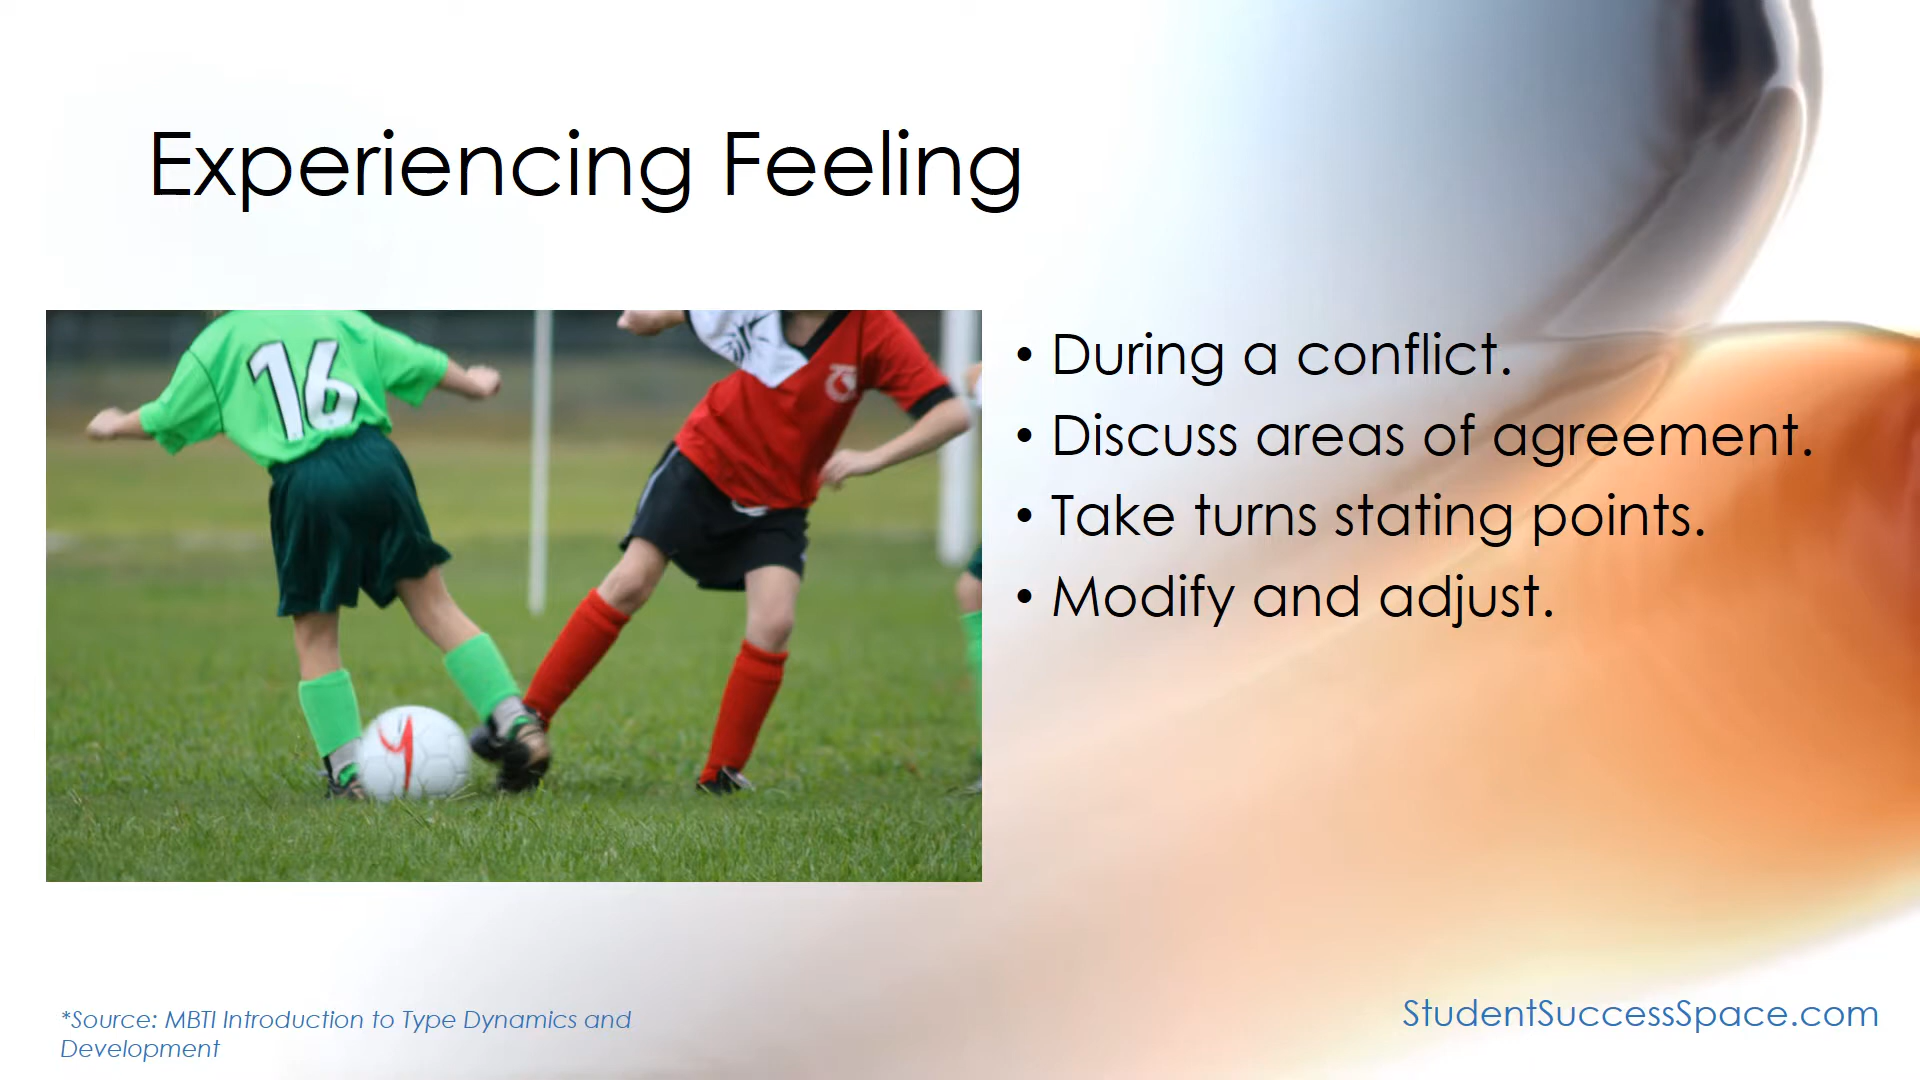 Experiencing Feeling
16
• During a conflict.
• Discuss areas of agreement.
• Take turns stating points.
• Modify and adjust.
*Source: MBTI Introduction to Type Dynamics and
Development
StudentSuccessSpace.com